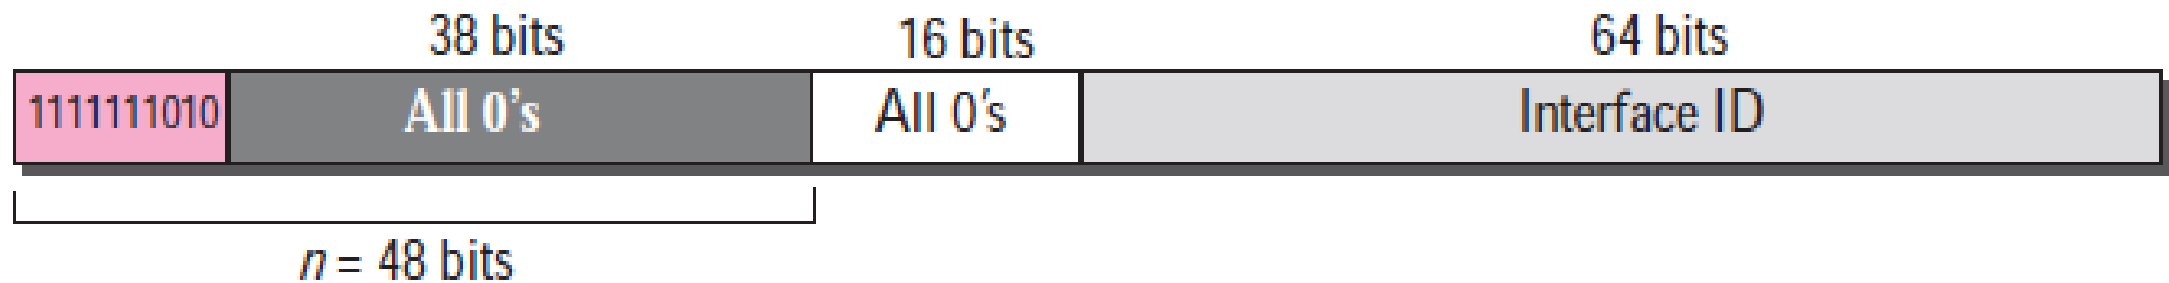 38 bits 16 bits 64 bits
1111111010 All 0's All 0's Interface ID
n = 48 bits